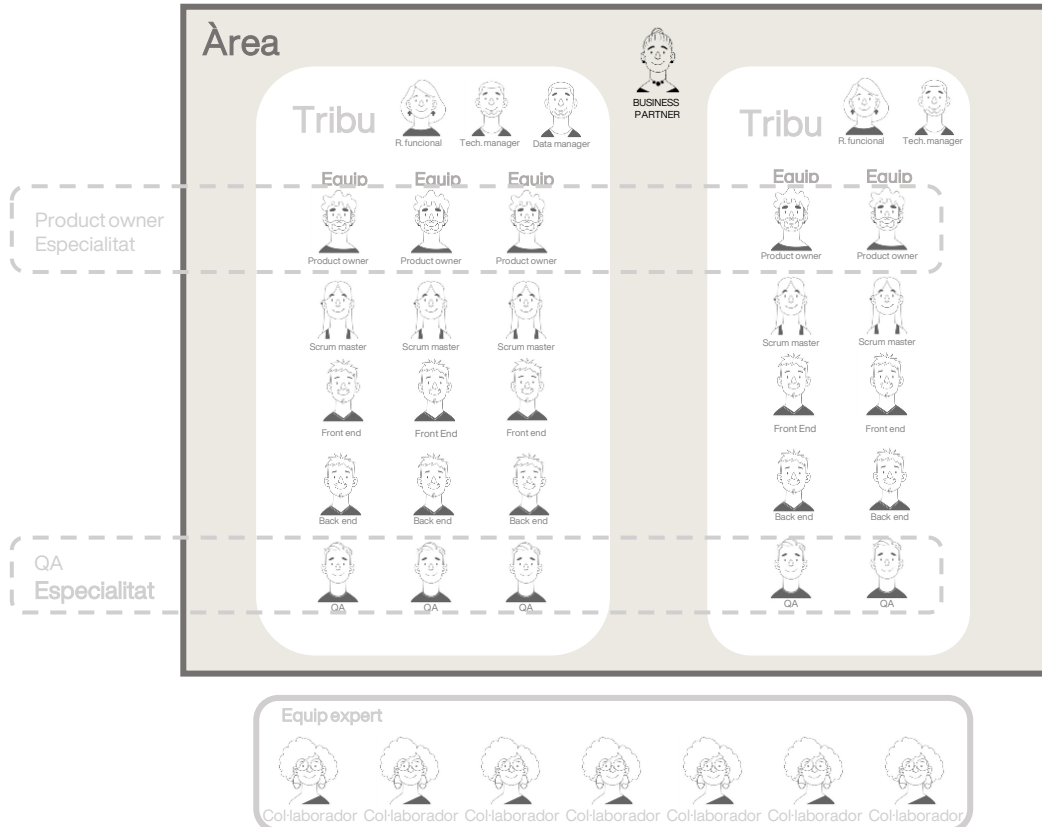 Àrea
BUSINESS
PARTNER
Tribu
R. funcional Tech. manager Data manager
Tribu
R. funcional Tech. manager
Equip Equip Equip
Equip Equip
Product owner
Especialitat
Product owner Product owner Product owner
Product owner Product owner
Scrum master Scrum master Scrum master
Scrum master Scrum master
Front end Front End Front end
Front End Front end
Back end Back end Back end
Back end Back end
QA
Especialitat
QA QA QA
QA QA
Equip expert
Col·laborador Col·laborador Col·laborador Col·laborador Col·laborador Col·laborador Col·laborador